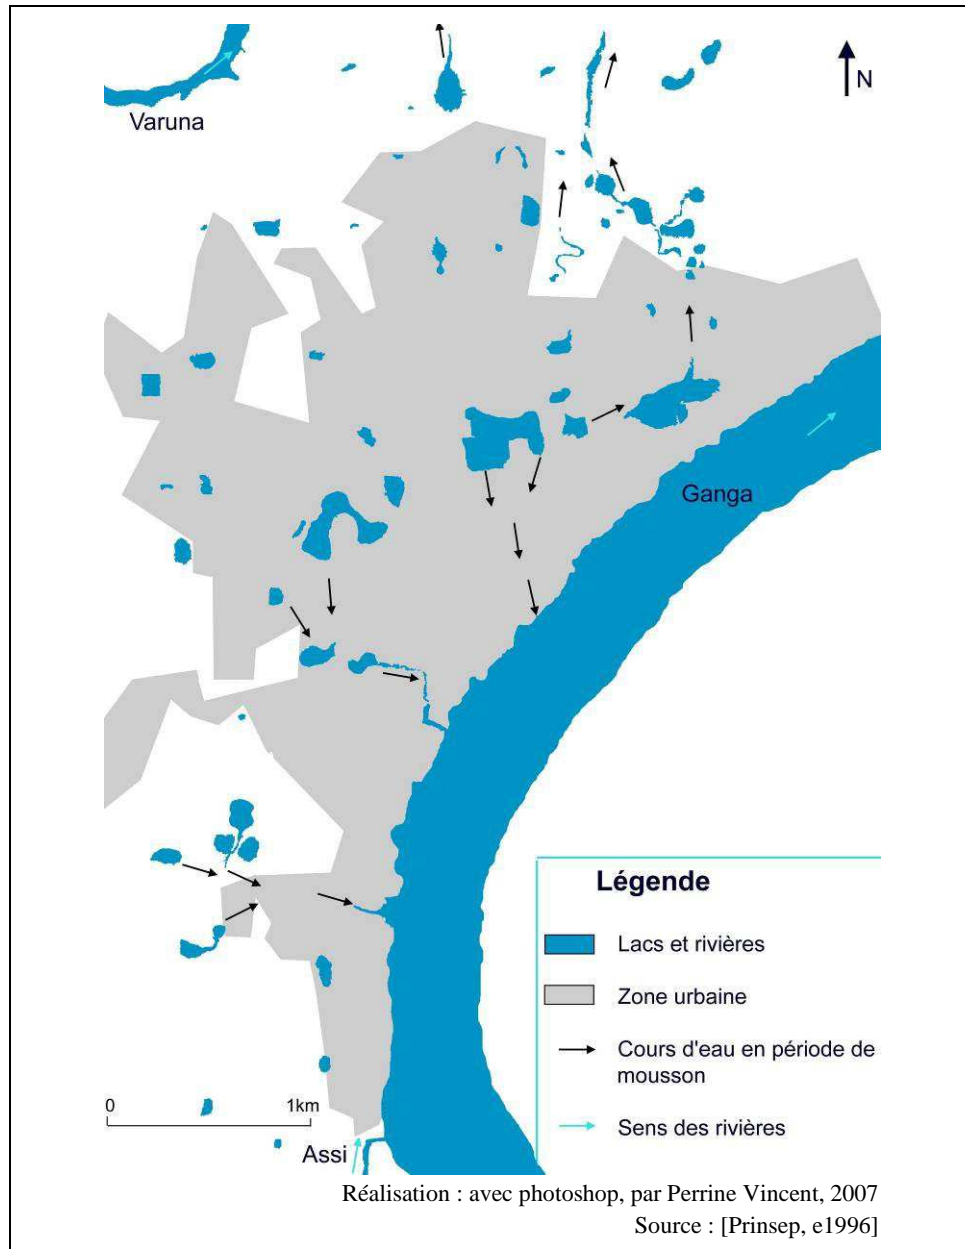 N
Varuna
Ganga
Légende
Lacs et rivières
Zone urbaine
Cours d'eau en période de
mousson
Sens des rivières
0 1km
Assi
Réalisation : avec photoshop, par Perrine Vincent, 2007
Source : [Prinsep, e1996]